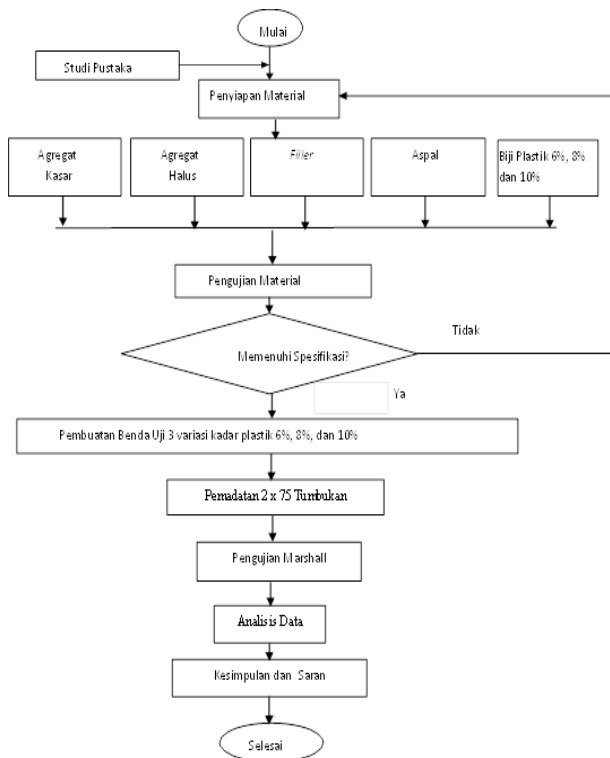 Mulai
Studi Pustaka
Penyiapan Material
Agregat
Kasar
Agregat
Halus
Filler
Aspal
Biji Plastik 6%, 8%
dan 10%
Pengujian Material
Tidak
Memenuhi Spesifikasi?
Ya
Pembuatan Benda Uji 3 variasi kadar plastik 6%, 8%, dan 10%
Pemadatan 2 x 75 Tumbukan
Pengujian Marshall
Analisis Data
Kesimpulan dan Saran
Selesai